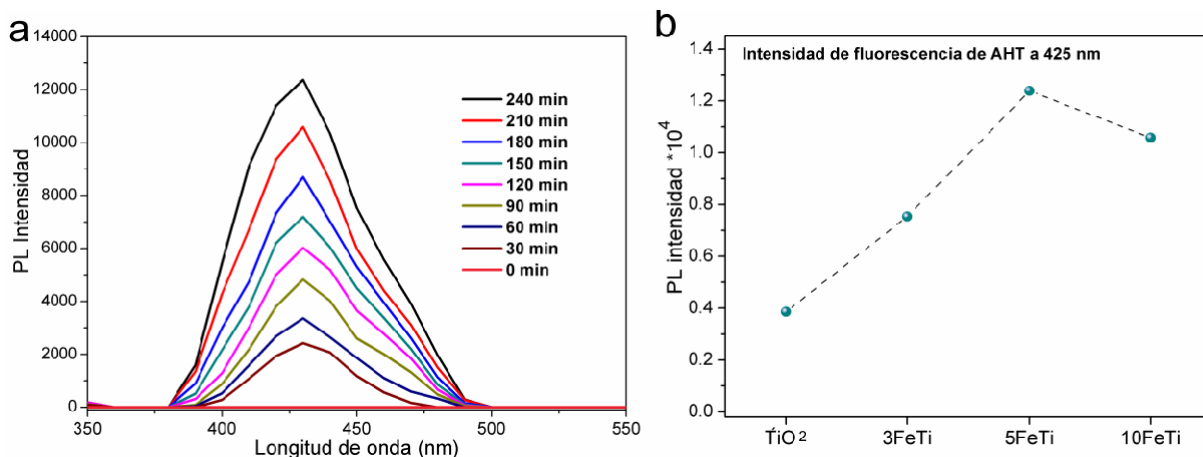 a
PL Intensidad
14000
12000
10000
8000
6000
4000
2000
0
240 min
210 min
180 min
150 min
120 min
90 min
60 min
30 min
0 min
350
400
450
500
550
Longitud de onda (nm)
b
PL intensidad *10^4
1.4
1.2
1.0
0.8
0.6
0.4
0.2
0.0
Intensidad de fluorescencia de AHT a 425 nm
TiO2
3FeTi
5FeTi
10FeTi